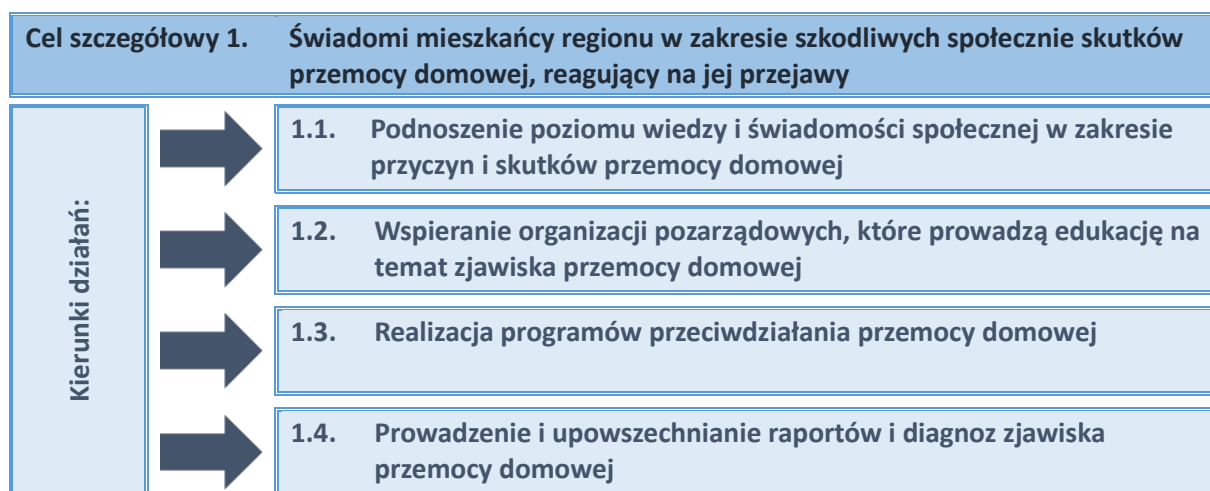 Cel szczegółowy 1. Świadomi mieszkańcy regionu w zakresie szkodliwych społecznie skutków
przemocy domowej, reagujący na jej przejawy
Kierunki działań:
1.1. Podnoszenie poziomu wiedzy i świadomości społecznej w zakresie
przyczyn i skutków przemocy domowej
1.2. Wspieranie organizacji pozarządowych, które prowadzą edukację na
temat zjawiska przemocy domowej
1.3. Realizacja programów przeciwdziałania przemocy domowej
1.4. Prowadzenie i upowszechnianie raportów i diagnoz zjawiska
przemocy domowej